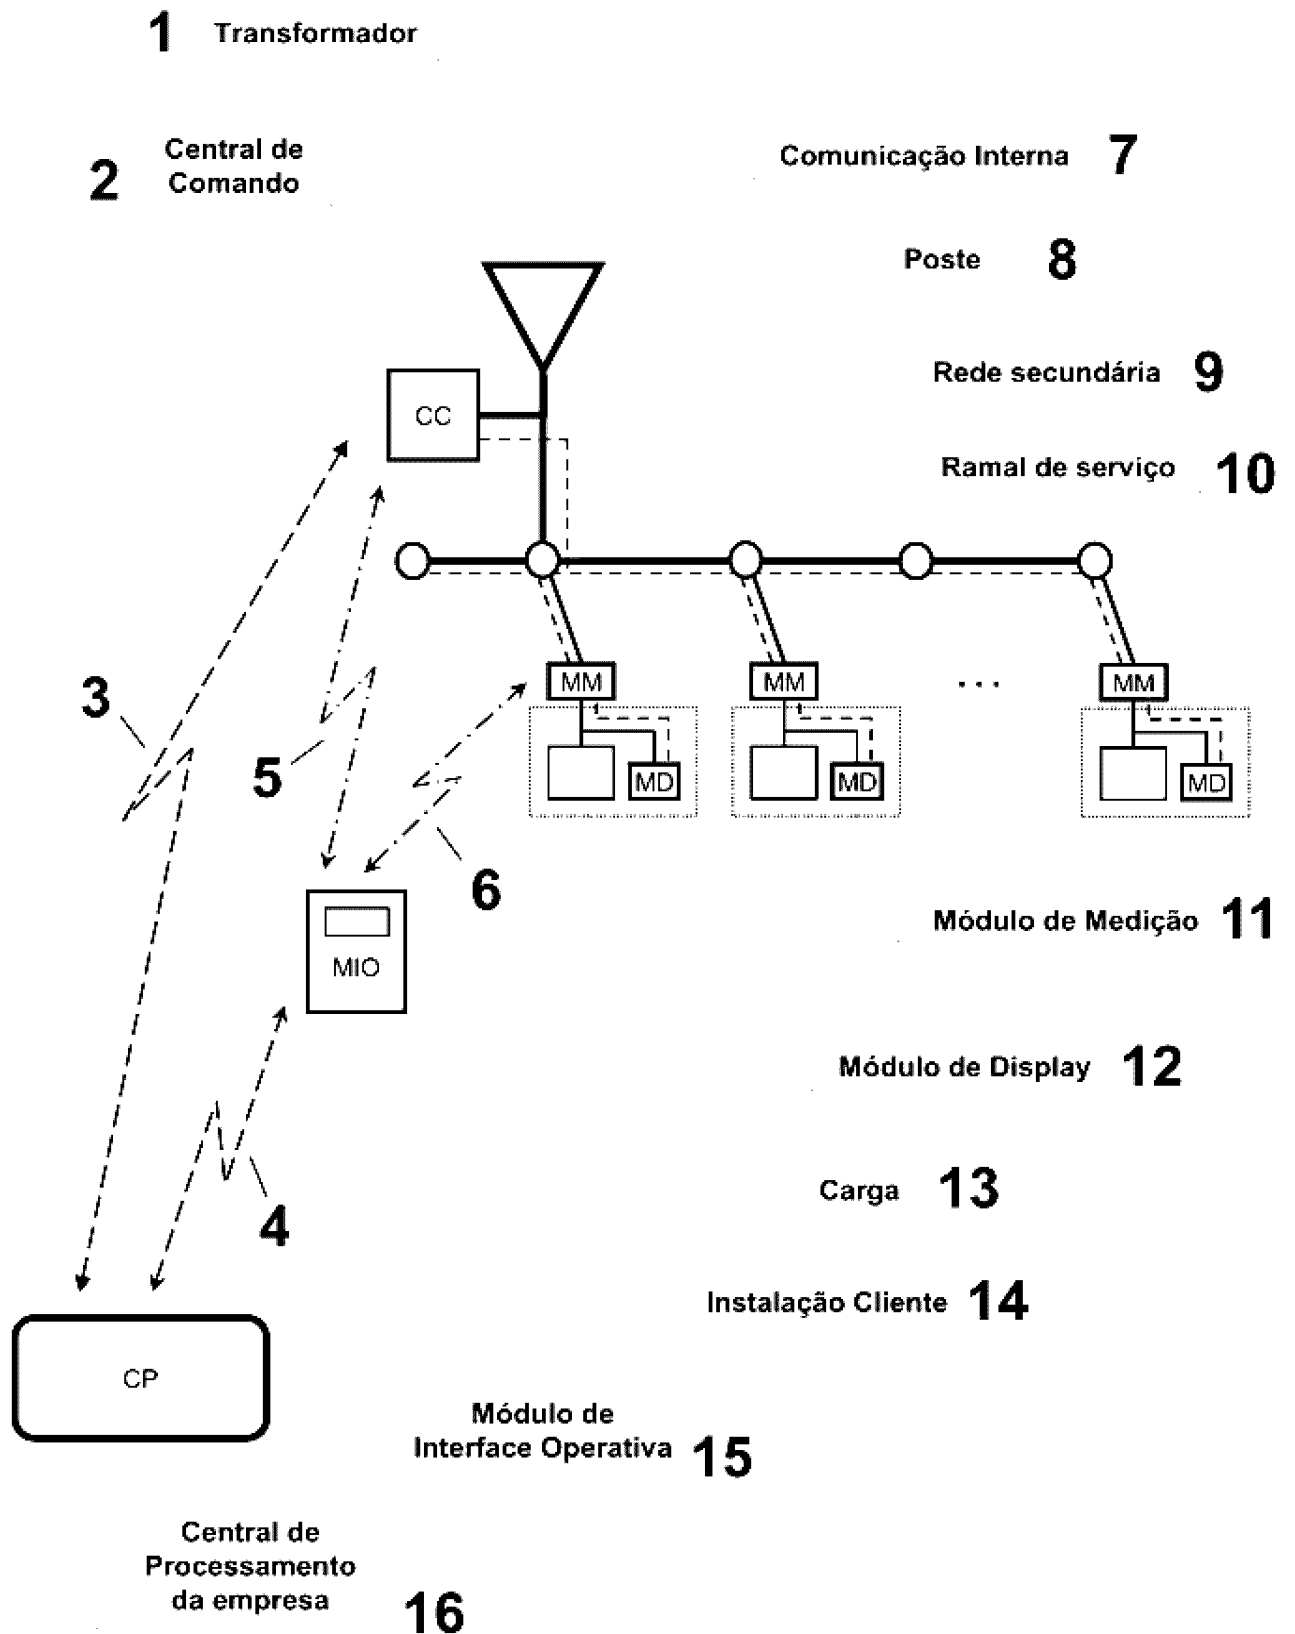 1 Transformador
2 Central de
Comando
Comunicação Interna 7
Poste 8
Rede secundária 9
CC
Ramal de serviço 10
3
5
6
MM MM ... MM
MD MD MD
MIO
Módulo de Medição 11
Módulo de Display 12
4
Carga 13
Instalação Cliente 14
CP
Módulo de
Interface Operativa 15
Central de
Processamento
da empresa 16